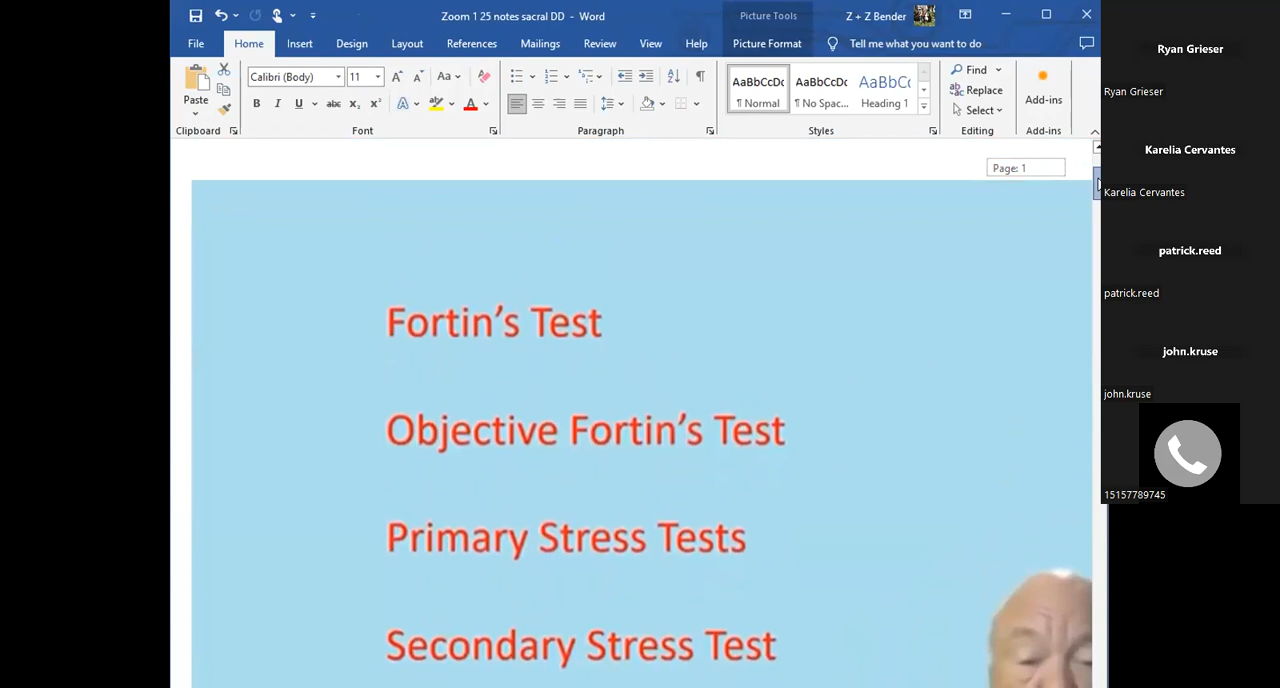 Zoom 1 25 notes sacral DD - Word
Picture Tools
Z + Z Bender
File
Home
Insert
Design
Layout
References
Mailings
Review
View
Help
Picture Format
Tell me what you want to do
Paste
Clipboard
Calibri (Body)
11
Aa
B I U abc x₂ x² A A
Font
Paragraph
AaBbCcDc
¶ Normal
AaBbCcDc
¶ No Spac...
AaBbCc
Heading 1
Styles
Find
Replace
Select
Editing
Add-ins
Add-ins
Page: 1
Fortin’s Test
Objective Fortin’s Test
Primary Stress Tests
Secondary Stress Test
Ryan Grieser
Ryan Grieser
Karelia Cervantes
Karelia Cervantes
patrick.reed
patrick.reed
john.kruse
john.kruse
15157789745